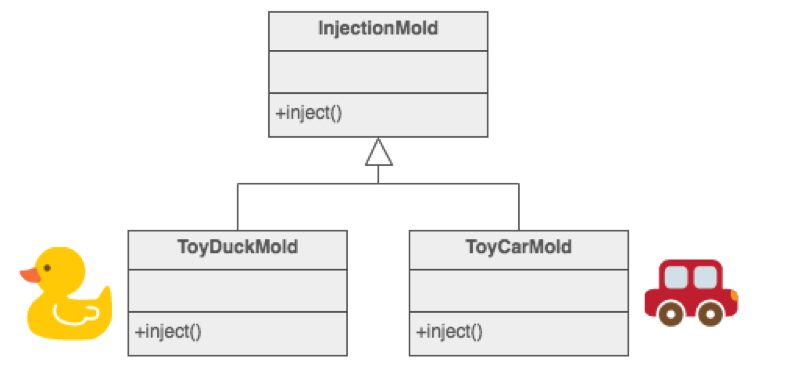 InjectionMold
+inject()
ToyDuckMold
+inject()
ToyCarMold
+inject()